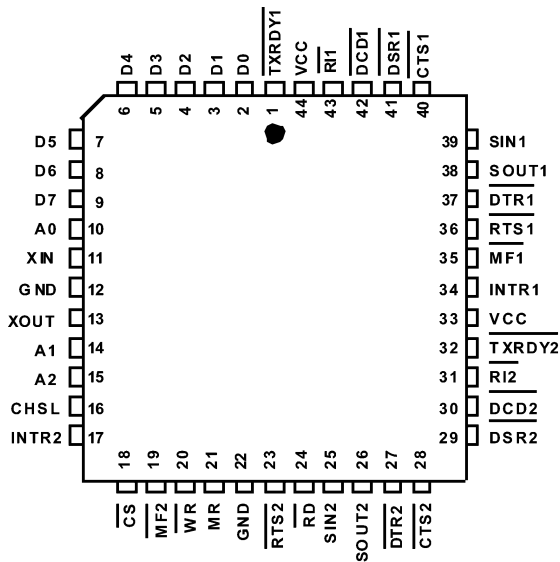 D4 D3 D2 D1 D0 TXRDY1 VCC RI1 DCD1 DSR1 CTS1
6 5 4 3 2 1 44 43 42 41 40
D5 7 39 SIN1
D6 8 38 SOUT1
D7 9 37 DTR1
A0 10 36 RTS1
XIN 11 35 MF1
GND 12 34 INTR1
XOUT 13 33 VCC
A1 14 32 TXRDY2
A2 15 31 RI2
CHSL 16 30 DCD2
INTR2 17 29 DSR2
18 19 20 21 22 23 24 25 26 27 28
CS MF2 WR MR GND RTS2 RD SIN2 SOUT2 DTR2 CTS2